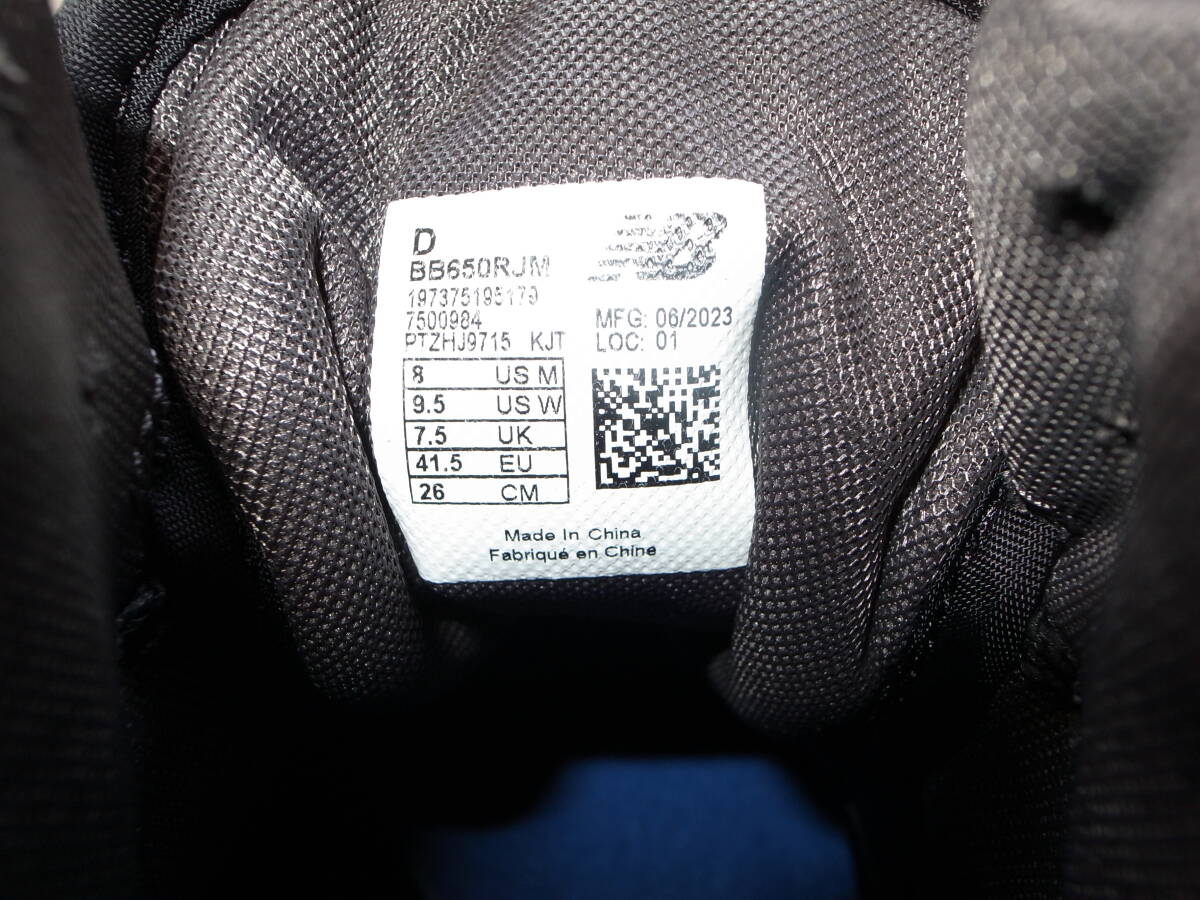 D
BB650RJM
197375195179
7500984
PTZHJ9715 KJT
MFG: 06/2023
LOC: 01
8 US M
9.5 US W
7.5 UK
41.5 EU
26 CM
Made In China
Fabriqué en Chine